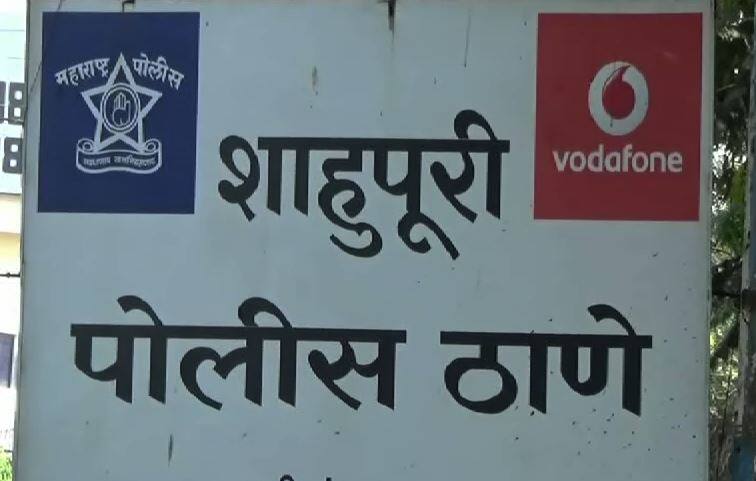 महाराष्ट्र पोलीस
vodafone
शाहुपूरी
पोलीस ठाणे